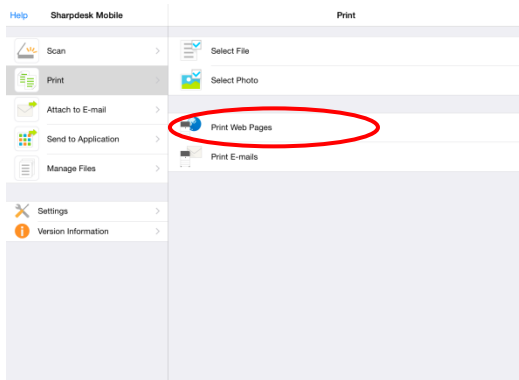 Help Sharpdesk Mobile
Scan
Print
Attach to E-mail
Send to Application
Manage Files
Settings
Version Information
Print
Select File
Select Photo
Print Web Pages
Print E-mails